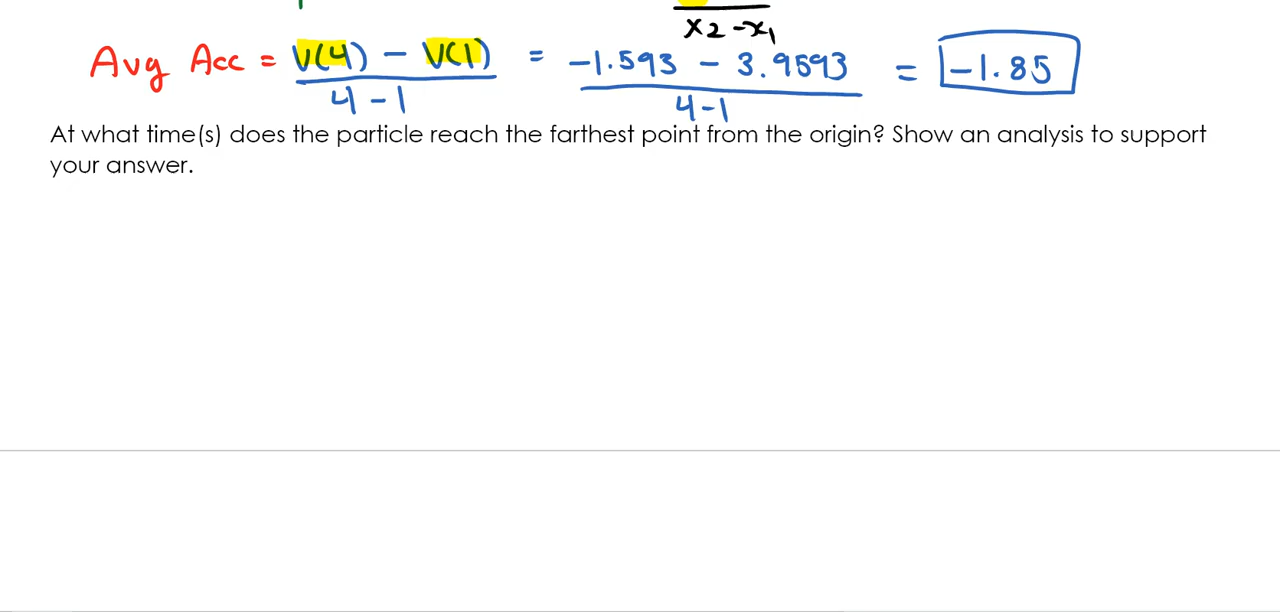 x2 - x1
Avg Acc = V(4) - V(1) / 4 - 1 = -1.593 - 3.9593 / 4 - 1 = -1.85
At what time(s) does the particle reach the farthest point from the origin? Show an analysis to support
your answer.